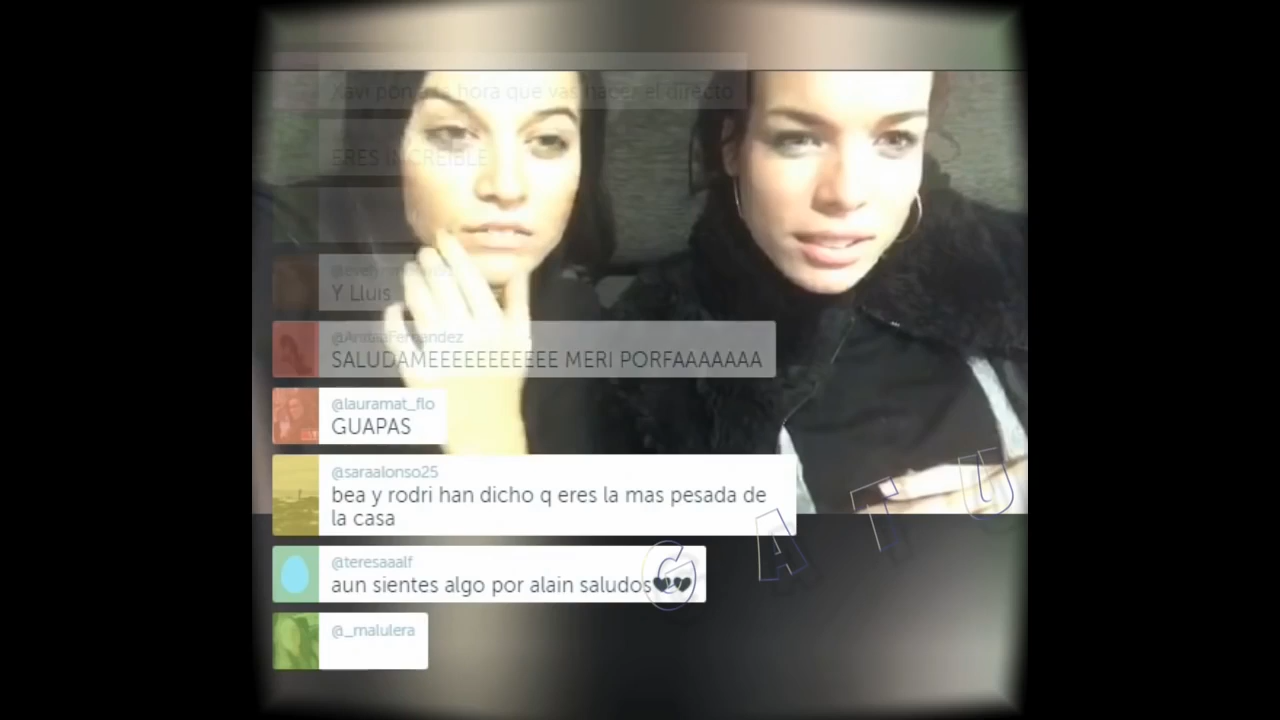 Xavi pon
hora que vas hacer el directo
ERES INCREIBLE
Y Lluis
@AnitaaFernandez
SALUDAMEEEEEEEEEEE MERI PORFAAAAAAA
@lauramat_flo
GUAPAS
@saraalonso25
bea y rodri han dicho q eres la mas pesada de
la casa
@teresaaalf
aun sientes algo por alain saludos🖤🖤
@_malulera
GATU